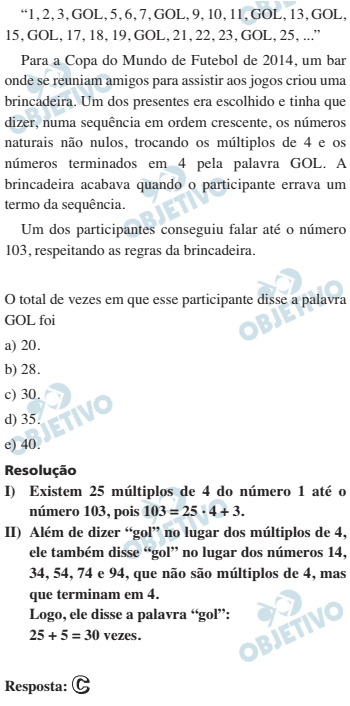 “1, 2, 3, GOL, 5, 6, 7, GOL, 9, 10, 11, GOL, 13, GOL,
15, GOL, 17, 18, 19, GOL, 21, 22, 23, GOL, 25, ...”
Para a Copa do Mundo de Futebol de 2014, um bar
onde se reuniam amigos para assistir aos jogos criou uma
brincadeira. Um dos presentes era escolhido e tinha que
dizer, numa sequência em ordem crescente, os números
naturais não nulos, trocando os múltiplos de 4 e os
números terminados em 4 pela palavra GOL. A
brincadeira acabava quando o participante errava um
termo da sequência.
Um dos participantes conseguiu falar até o número
103, respeitando as regras da brincadeira.
O total de vezes em que esse participante disse a palavra
GOL foi
a) 20.
b) 28.
c) 30.
d) 35.
e) 40.
Resolução
I) Existem 25 múltiplos de 4 do número 1 até o
número 103, pois 103 = 25 · 4 + 3.
II) Além de dizer “gol” no lugar dos múltiplos de 4,
ele também disse “gol” no lugar dos números 14,
34, 54, 74 e 94, que não são múltiplos de 4, mas
que terminam em 4.
Logo, ele disse a palavra “gol”:
25 + 5 = 30 vezes.
Resposta: C
OBJETIVO
OBJETIVO
OBJETIVO
OBJETIVO
OBJETIVO
OBJETIVO
OBJETIVO